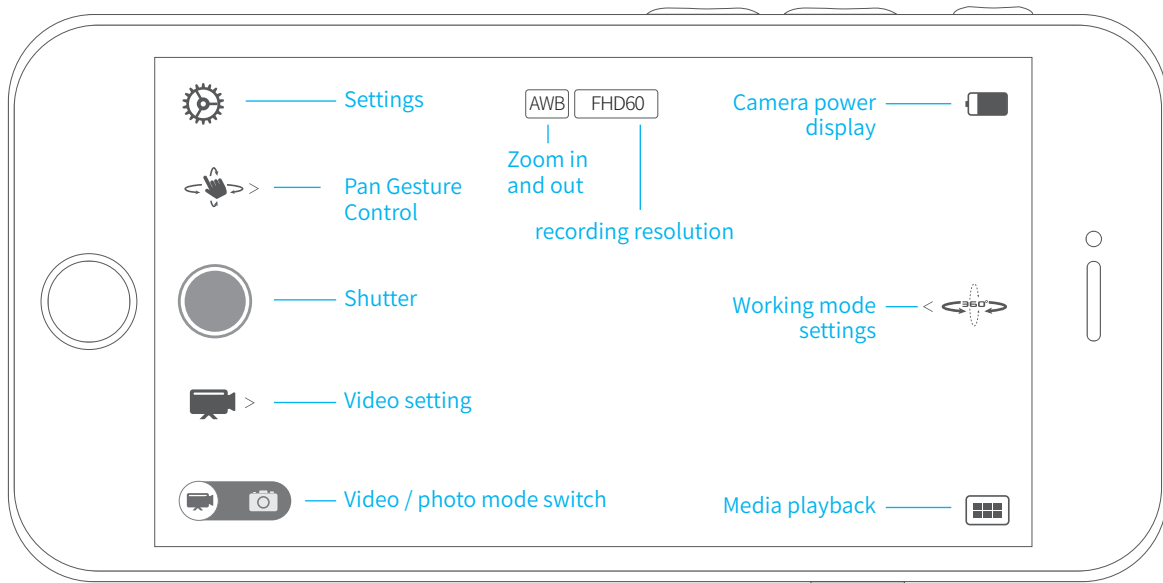 Settings
AWB FHD60
Camera power
display
Zoom in
and out
Pan Gesture
Control
>
recording resolution
Shutter
Working mode
settings
<
360°
Video setting
>
Video / photo mode switch
Media playback